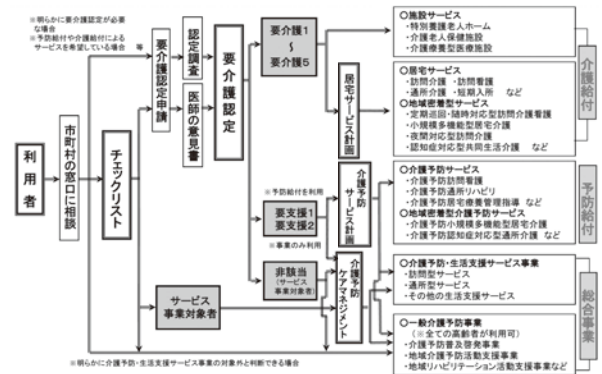 ※明らかに要介護認定が必要
な場合
※予防給付や介護給付による
サービスを希望している場合　等
利用者
市町村の窓口に相談
チェックリスト
要介護認定申請
認定調査
医師の意見書
要介護認定
要介護1
～
要介護5
※予防給付を利用
要支援1
要支援2
※事業のみ利用
非該当
(サービス
事業対象者)
サービス
事業対象者
居宅サービス計画
介護予防
サービス計画
介護予防
ケアマネジメント
○施設サービス
・特別養護老人ホーム
・介護老人保健施設
・介護療養型医療施設
○居宅サービス
・訪問介護　・訪問看護
・通所介護　・短期入所　など
○地域密着型サービス
・定期巡回・随時対応型訪問介護看護
・小規模多機能型居宅介護
・夜間対応型訪問介護
・認知症対応型共同生活介護　など
介護給付
○介護予防サービス
・介護予防訪問看護
・介護予防通所リハビリ
・介護予防居宅療養管理指導　など
○地域密着型介護予防サービス
・介護予防小規模多機能型居宅介護
・介護予防認知症対応型通所介護　など
予防給付
○介護予防・生活支援サービス事業
・訪問型サービス
・通所型サービス
・その他の生活支援サービス
○一般介護予防事業
(※全ての高齢者が利用可)
・介護予防普及啓発事業
・地域介護予防活動支援事業
・地域リハビリテーション活動支援事業など
総合事業
※明らかに介護予防・生活支援サービス事業の対象外と判断できる場合